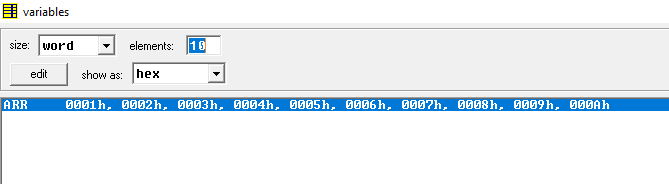 variables
size: word elements: 10
edit show as: hex
ARR 0001h, 0002h, 0003h, 0004h, 0005h, 0006h, 0007h, 0008h, 0009h, 000Ah